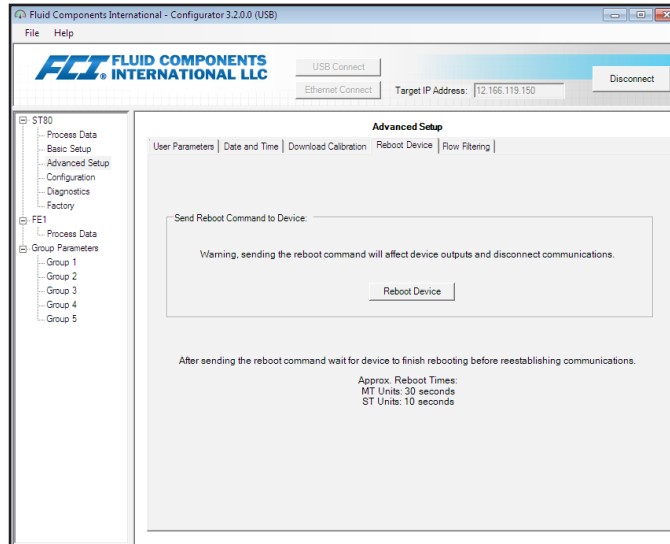 Fluid Components International - Configurator 3.2.0.0 (USB)
File Help
FCI FLUID COMPONENTS
INTERNATIONAL LLC
USB Connect
Ethernet Connect
Target IP Address: 12.166.119.150
Disconnect
ST80
Process Data
Basic Setup
Advanced Setup
Configuration
Diagnostics
Factory
FE1
Process Data
Group Parameters
Group 1
Group 2
Group 3
Group 4
Group 5
Advanced Setup
User Parameters Date and Time Download Calibration Reboot Device Flow Filtering
Send Reboot Command to Device:
Warning, sending the reboot command will affect device outputs and disconnect communications.
Reboot Device
After sending the reboot command wait for device to finish rebooting before reestablishing communications.
Approx. Reboot Times:
MT Units: 30 seconds
ST Units: 10 seconds